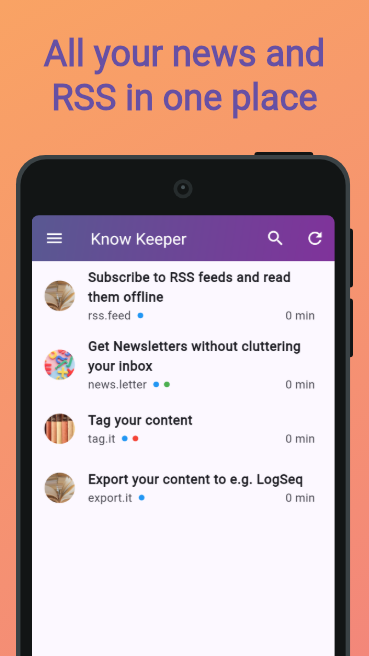 All your news and
RSS in one place
Know Keeper
Subscribe to RSS feeds and read
them offline
rss.feed 0 min
Get Newsletters without cluttering
your inbox
news.letter 0 min
Tag your content
tag.it 0 min
Export your content to e.g. LogSeq
export.it 0 min